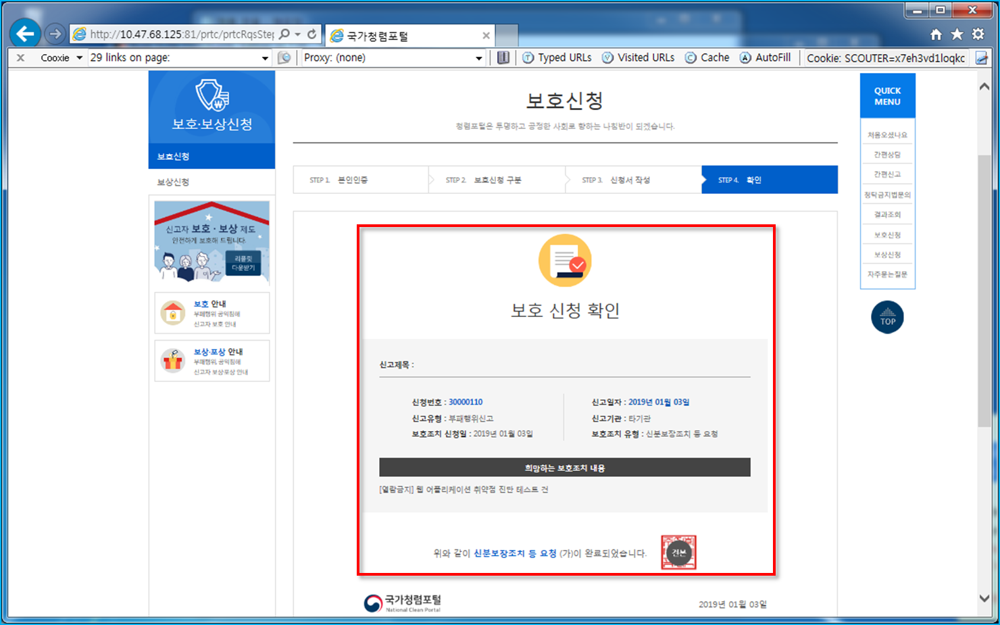 http://10.47.68.125:81/prtc/prtcRqsStep
국가청렴포털
x Cooxie
29 links on page:
Proxy: (none)
Typed URLs
Visited URLs
Cache
AutoFill
Cookie: SCOUTER=x7eh3vd1loqkc
보호·보상신청
보호신청
보상신청
신고자 보호·보상 제도
안전하게 보호해 드립니다.
리플릿
다운받기
보호 안내
부패행위 공익침해
신고자 보호 안내
보상·포상 안내
부패행위, 공익침해
신고자 보상포상 안내
보호신청
청렴포털은 투명하고 공정한 사회로 향하는 나침반이 되겠습니다.
STEP 1. 본인인증
STEP 2. 보호신청 구분
STEP 3. 신청서 작성
STEP 4. 확인
보호 신청 확인
신고제목 :
신청번호 : 30000110
신고일자 : 2019년 01월 03일
신고유형 : 부패행위신고
신고기관 : 타기관
보호조치 신청일 : 2019년 01월 03일
보호조치 유형 : 신분보장조치 등 요청
희망하는 보호조치 내용
[열람금지] 웹 어플리케이션 취약점 진단 테스트 건
위와 같이 신분보장조치 등 요청 (가)이 완료되었습니다.
견본
국가청렴포털
National Clean Portal
2019년 01월 03일
QUICK
MENU
처음오셨나요
간편상담
간편신고
청탁금지법문의
결과조회
보호신청
보상신청
자주묻는질문
TOP